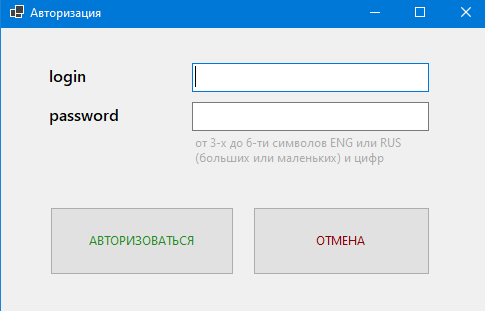 Авторизация
login
password
от 3-х до 6-ти символов ENG или RUS
(больших или маленьких) и цифр
АВТОРИЗОВАТЬСЯ
ОТМЕНА